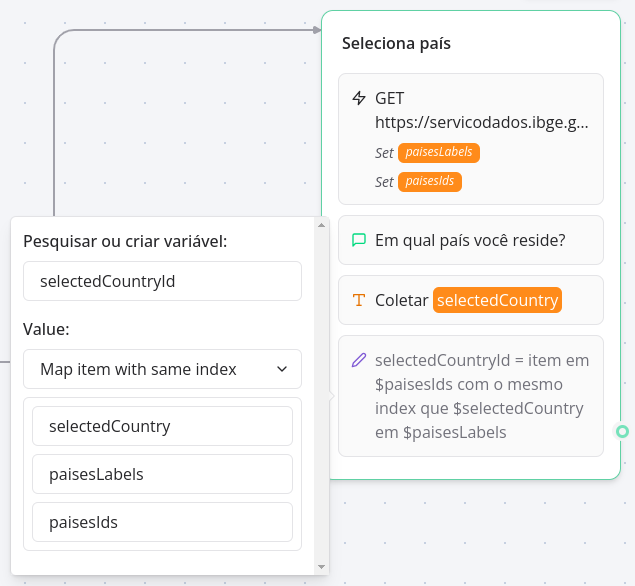 Seleciona país
GET
https://servicodados.ibge.g...
Set paisesLabels
Set paisesIds
Em qual país você reside?
Coletar selectedCountry
selectedCountryId = item em
$paisesIds com o mesmo
index que $selectedCountry
em $paisesLabels
Pesquisar ou criar variável:
selectedCountryId
Value:
Map item with same index
selectedCountry
paisesLabels
paisesIds